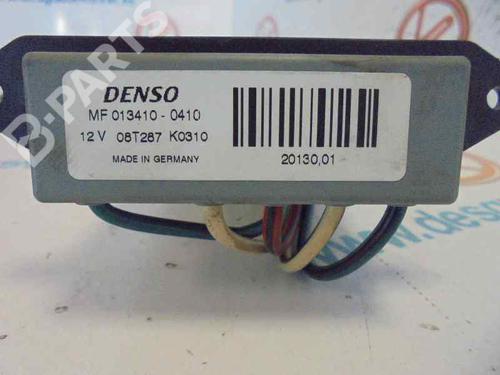 B-PARTS
DENSO
MF 013410 - 0410
12 V 08T287 K0310
MADE IN GERMANY
20130,01